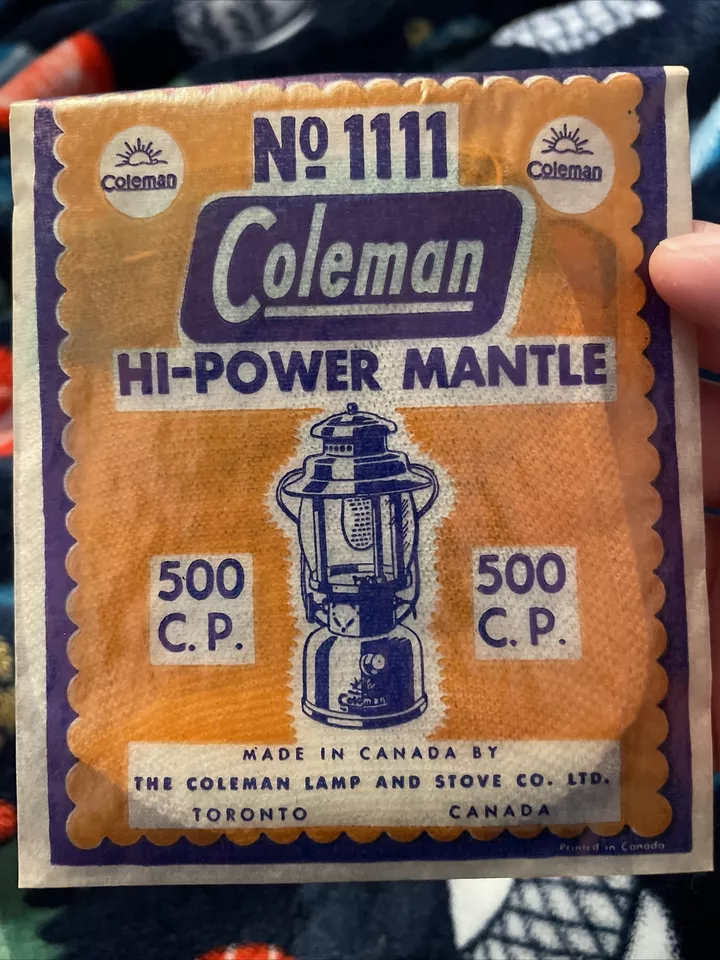 No 1111
Coleman
Coleman
Coleman
HI-POWER MANTLE
500
C. P.
500
C. P.
Coleman
MADE IN CANADA BY
THE COLEMAN LAMP AND STOVE CO. LTD.
TORONTO CANADA
Printed in Canada